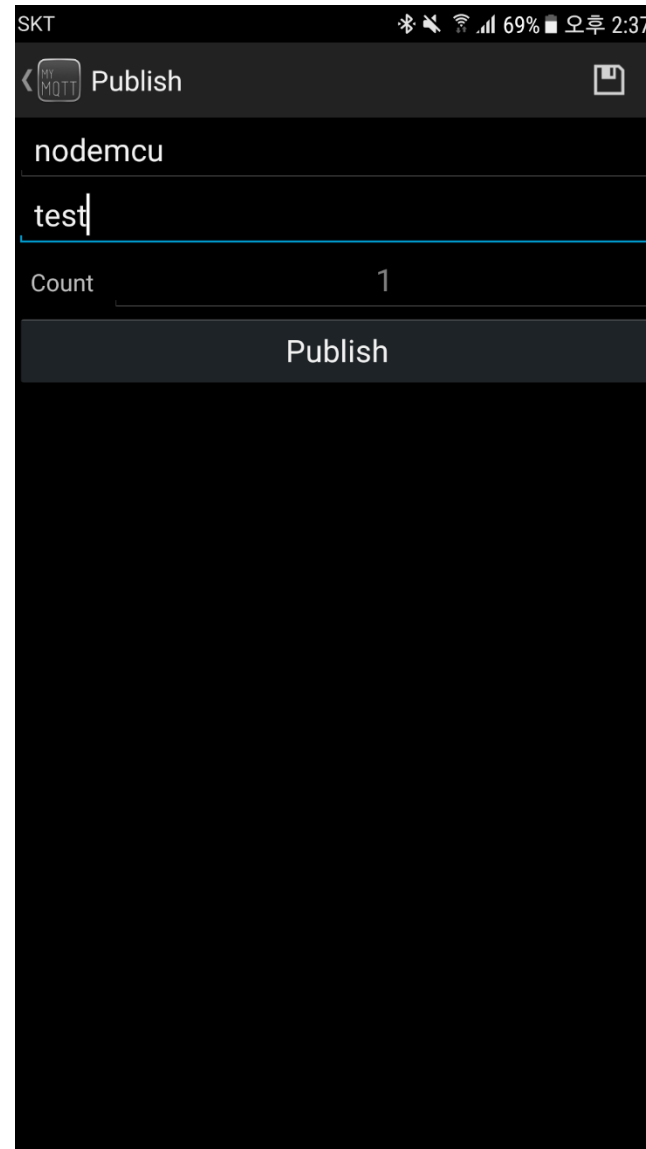 SKT 69% 오후 2:37
MY MQTT Publish
nodemcu
test
Count 1
Publish